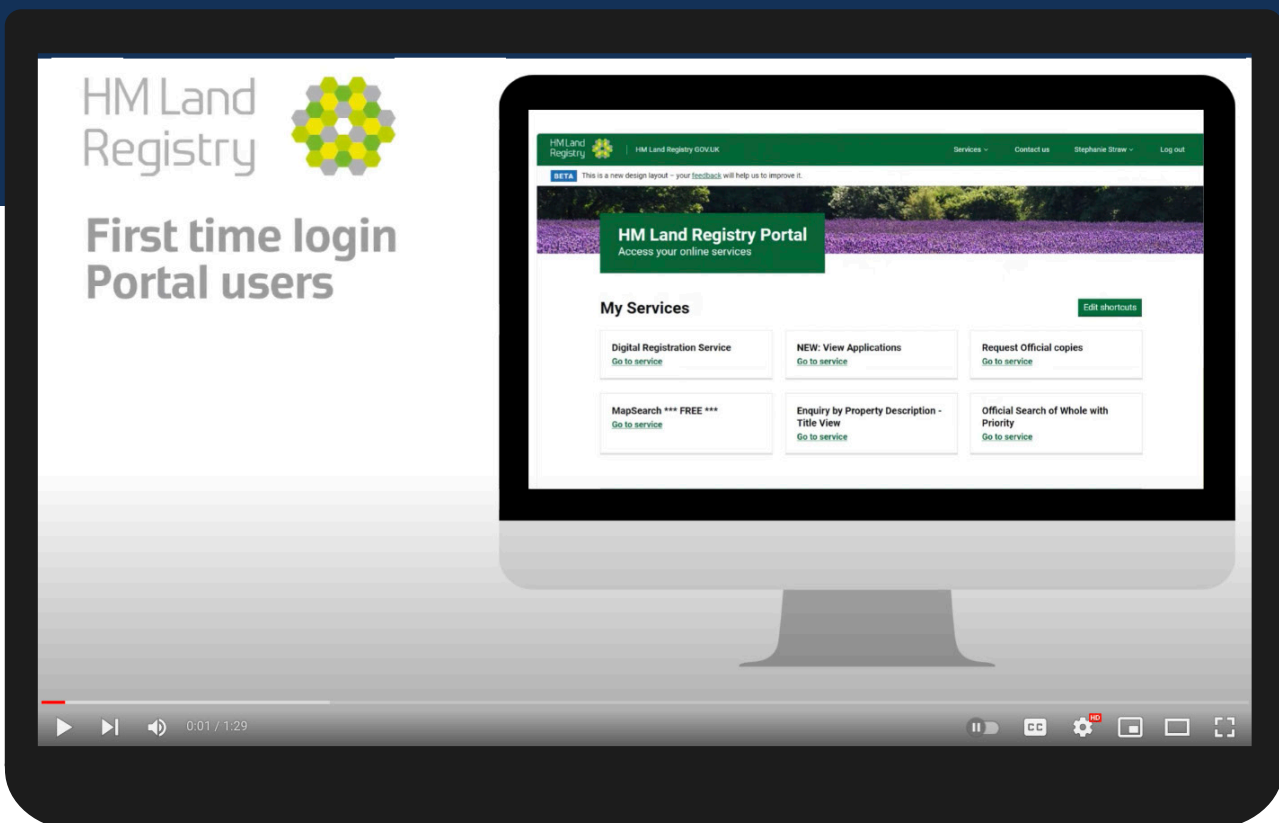 HM Land
Registry
First time login
Portal users
HM Land
Registry
HM Land Registry GOV.UK
Services
Contact us
Stephanie Straw
Log out
BETA
This is a new design layout – your feedback will help us to improve it.
HM Land Registry Portal
Access your online services
My Services
Edit shortcuts
Digital Registration Service
Go to service
NEW: View Applications
Go to service
Request Official copies
Go to service
MapSearch *** FREE ***
Go to service
Enquiry by Property Description -
Title View
Go to service
Official Search of Whole with
Priority
Go to service
0:01 / 1:29
CC
HD